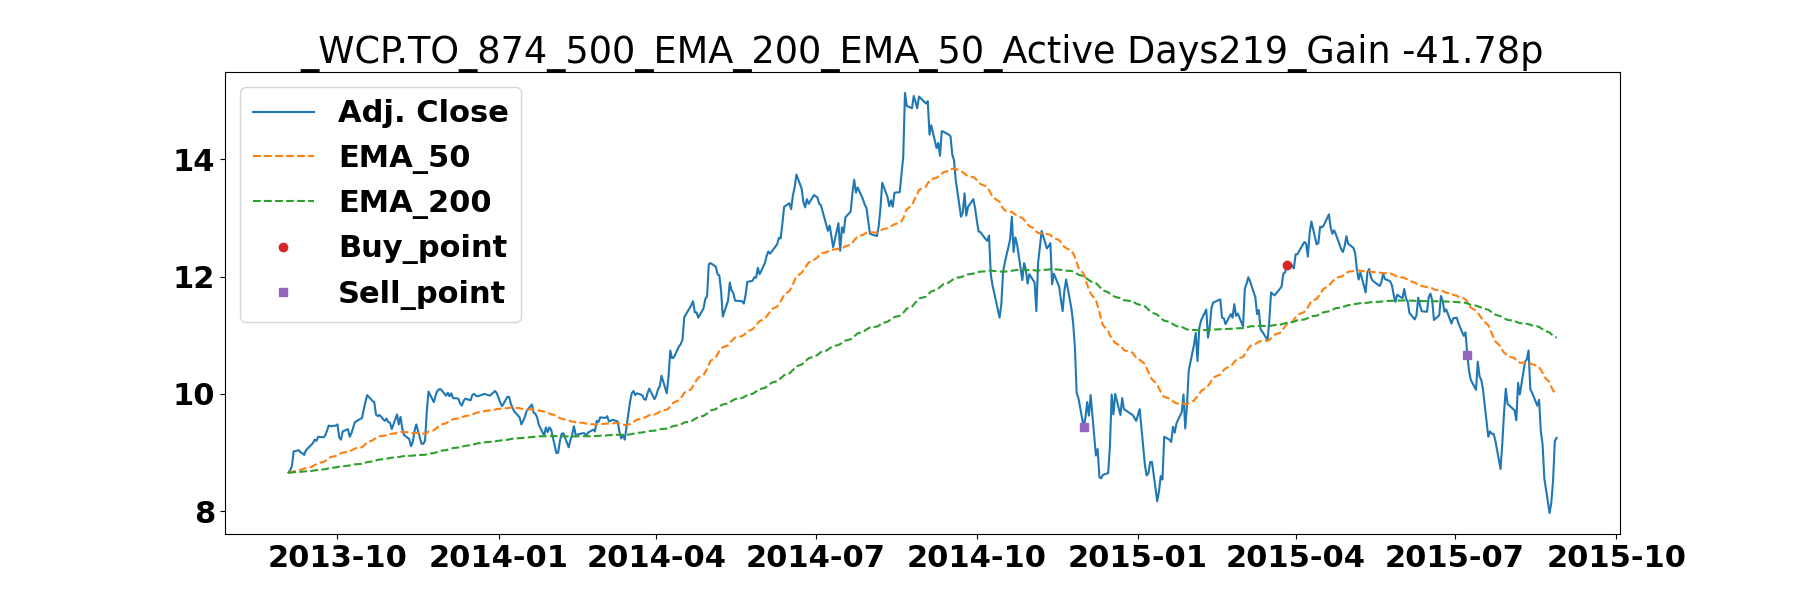 _WCP.TO_874_500_EMA_200_EMA_50_Active Days219_Gain -41.78p
Adj. Close
EMA_50
EMA_200
Buy_point
Sell_point
14
12
10
8
2013-10 2014-01 2014-04 2014-07 2014-10 2015-01 2015-04 2015-07 2015-10